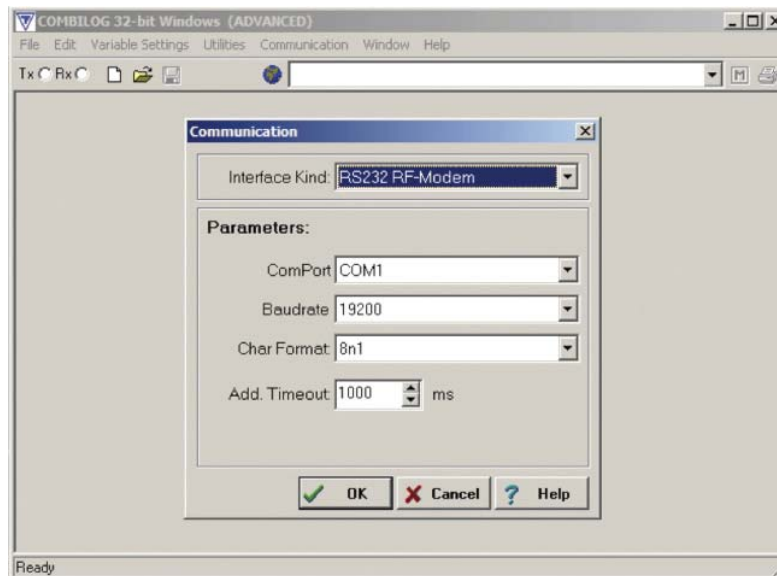 COMBILOG 32-bit Windows (ADVANCED)
File Edit Variable Settings Utilities Communication Window Help
Tx Rx M
Communication
Interface Kind: RS232 RF-Modem
Parameters:
ComPort COM1
Baudrate 19200
Char Format: 8n1
Add. Timeout: 1000 ms
OK Cancel ? Help
Ready